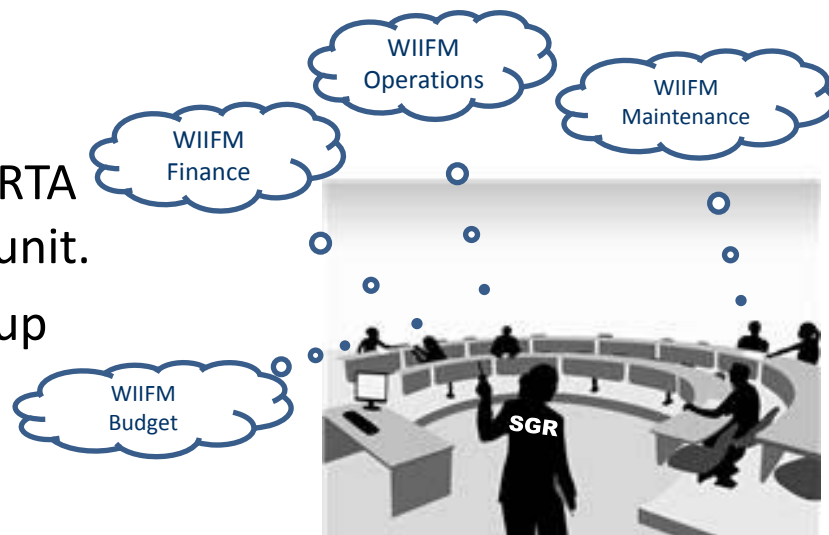 WIIFM
Operations
WIIFM
Maintenance
WIIFM
Finance
RTA
unit.
up
WIIFM
Budget
SGR